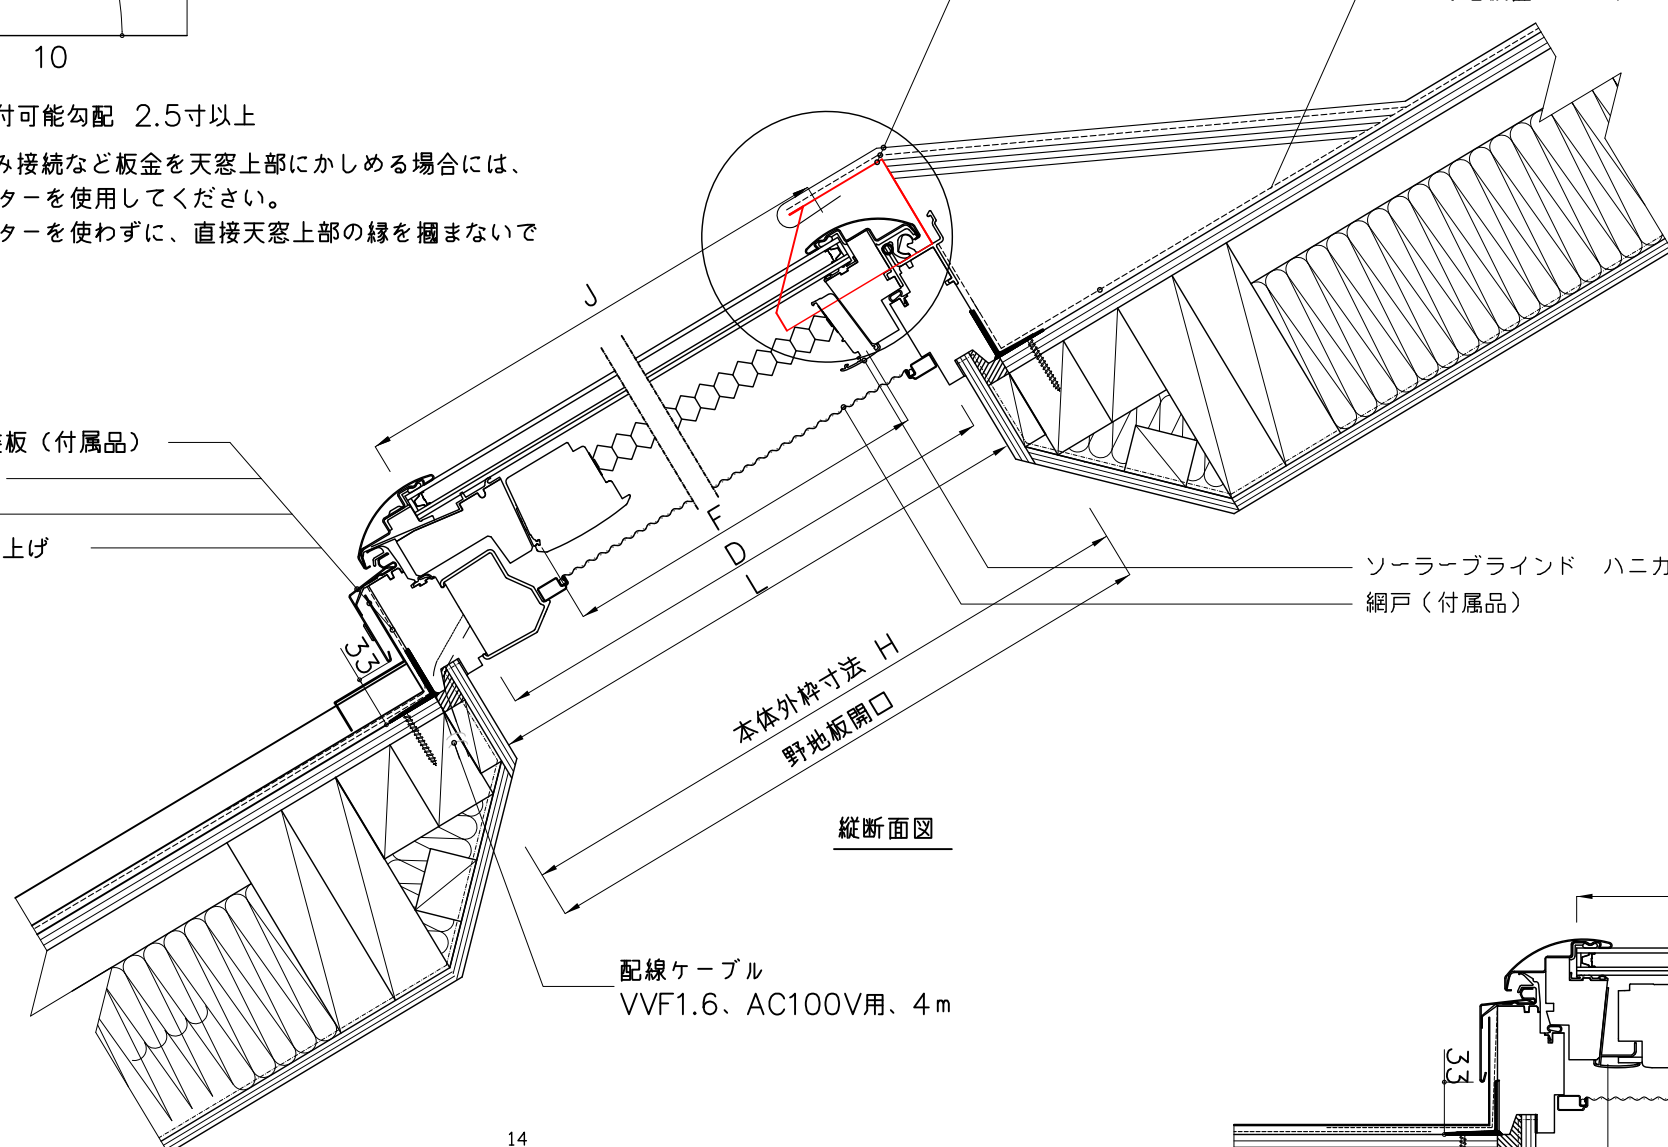 10
付可能勾配 2.5寸以上
み接続など板金を天窓上部にかしめる場合には、
ターを使用してください。
ターを使わずに、直接天窓上部の縁を摑まないで
J
板（付属品）
上げ
33
F
D
L
本体外枠寸法 H
野地板開口
ソーラーブラインド ハニカ
網戸（付属品）
縦断面図
配線ケーブル
VVF1.6、AC100V用、4m
33
14